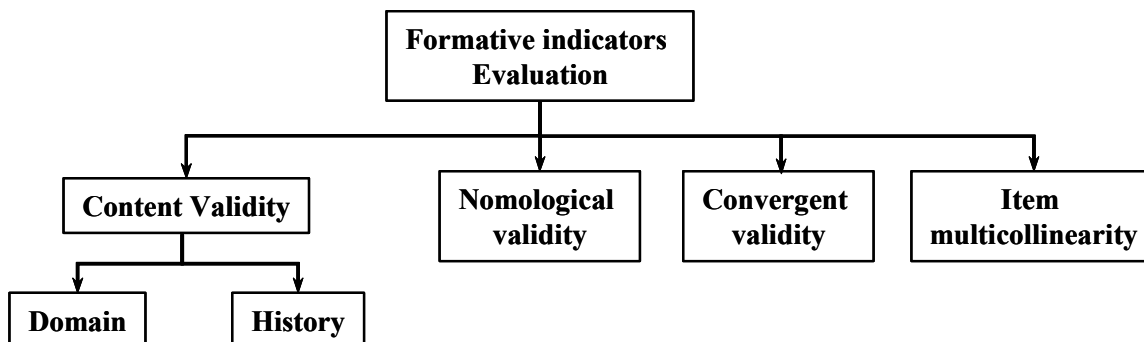 Formative indicators
Evaluation
Content Validity
Nomological
validity
Convergent
validity
Item
multicollinearity
Domain
History